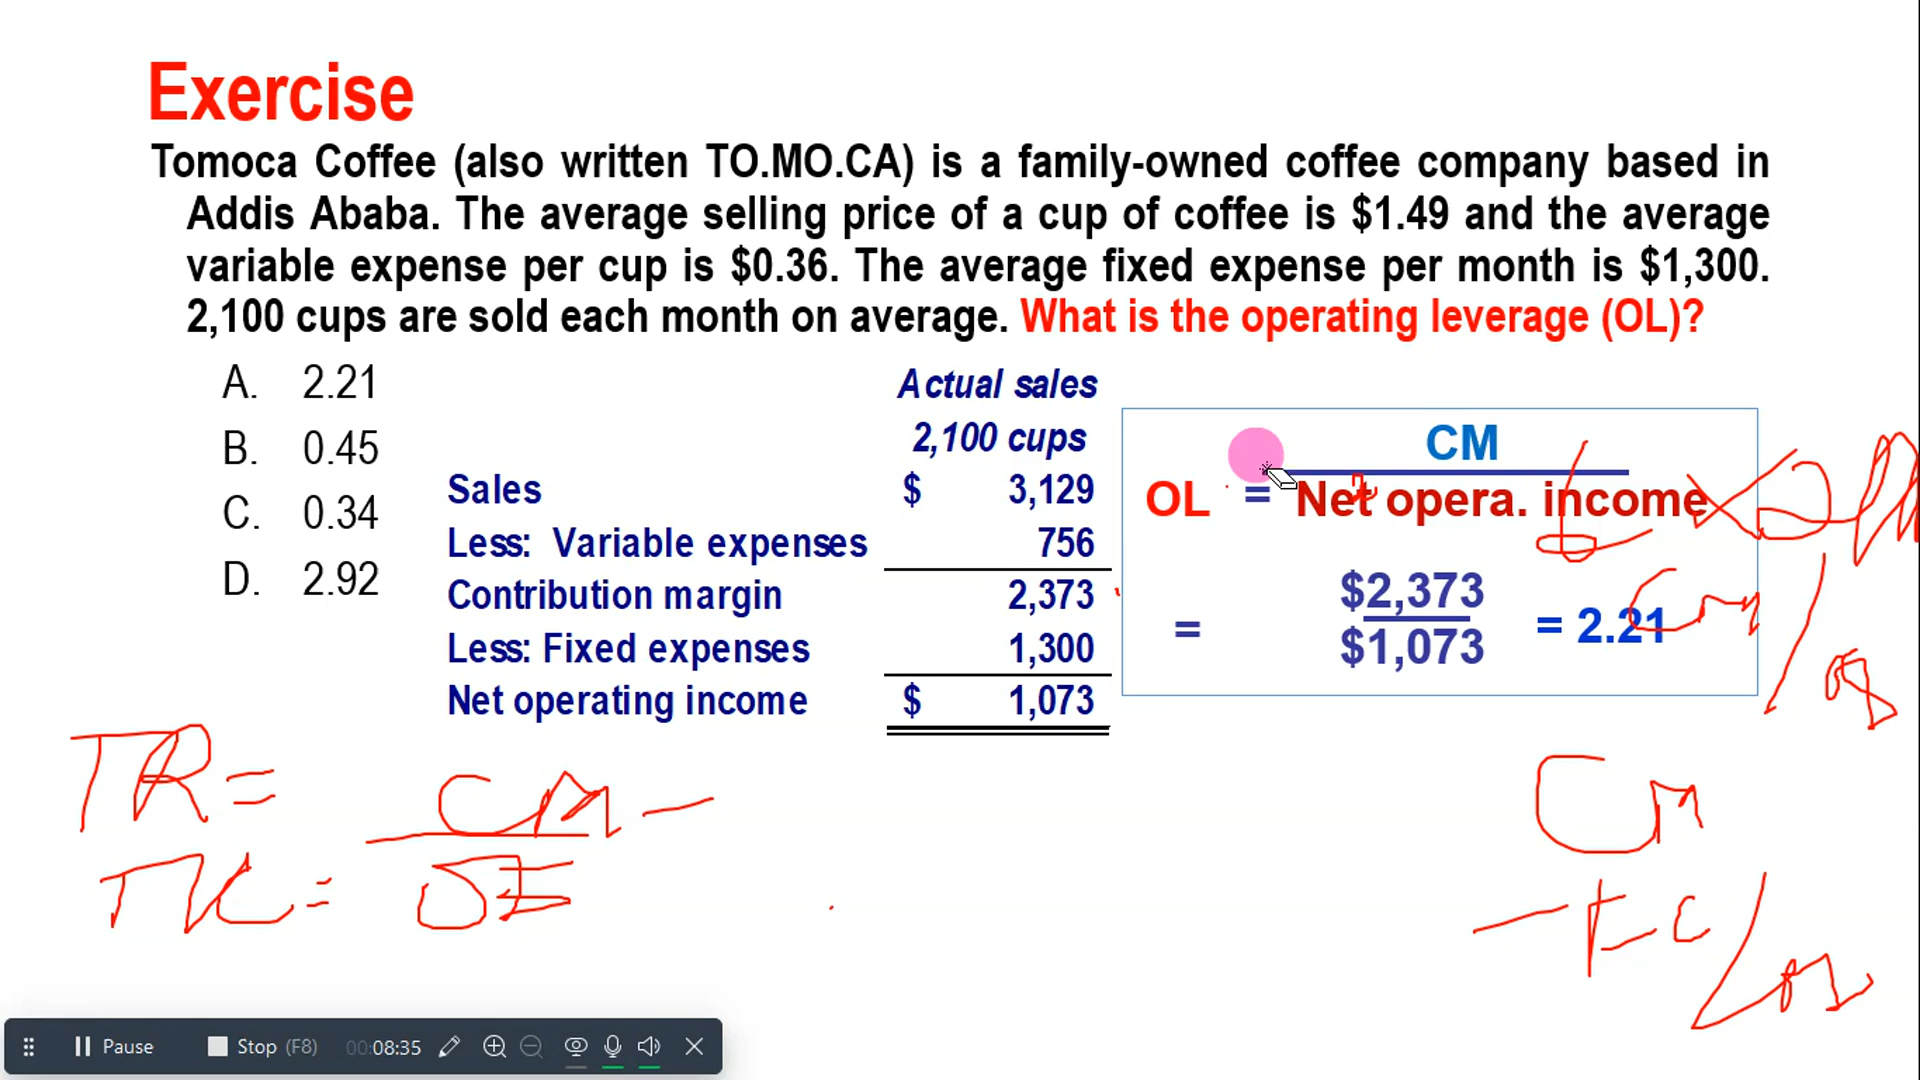 Exercise
Tomoca Coffee (also written TO.MO.CA) is a family-owned coffee company based in
Addis Ababa. The average selling price of a cup of coffee is $1.49 and the average
variable expense per cup is $0.36. The average fixed expense per month is $1,300.
2,100 cups are sold each month on average. What is the operating leverage (OL)?
A. 2.21
B. 0.45
C. 0.34
D. 2.92
Actual sales
2,100 cups
Sales $ 3,129
Less: Variable expenses 756
Contribution margin 2,373
Less: Fixed expenses 1,300
Net operating income $ 1,073
CM
OL = Net opera. income
$2,373
= $1,073 = 2.21
Cm
TR=
CM -
Cm
Pause Stop (F8) 00:08:35